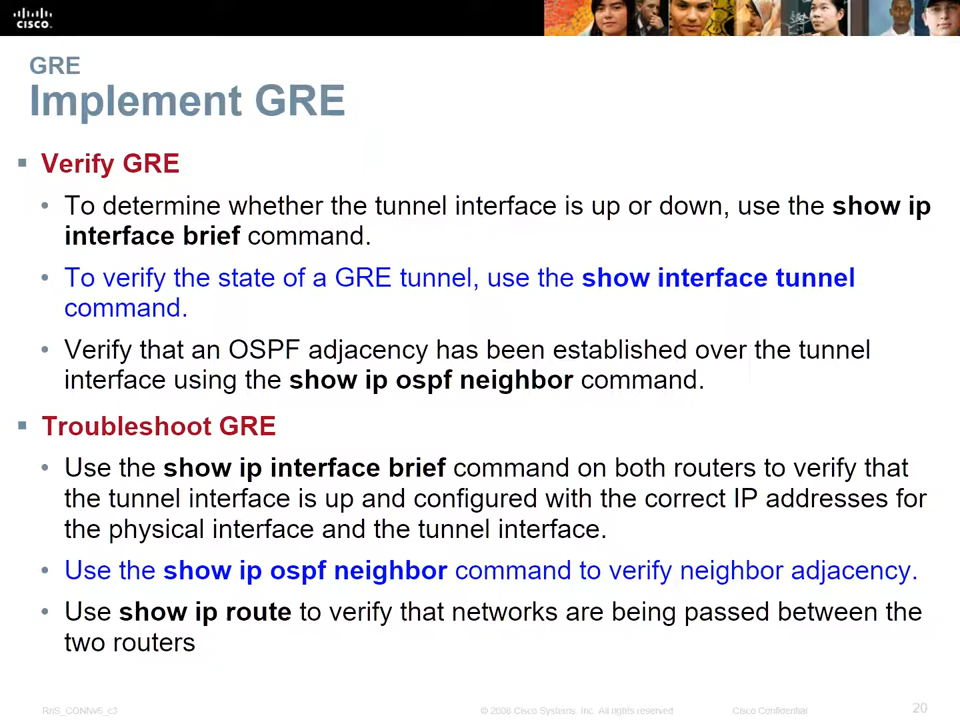 CISCO
GRE
Implement GRE
Verify GRE
To determine whether the tunnel interface is up or down, use the show ip
interface brief command.
To verify the state of a GRE tunnel, use the show interface tunnel
command.
Verify that an OSPF adjacency has been established over the tunnel
interface using the show ip ospf neighbor command.
Troubleshoot GRE
Use the show ip interface brief command on both routers to verify that
the tunnel interface is up and configured with the correct IP addresses for
the physical interface and the tunnel interface.
Use the show ip ospf neighbor command to verify neighbor adjacency.
Use show ip route to verify that networks are being passed between the
two routers
© 2008 Cisco Systems, Inc. All rights reserved
Cisco Confidential
20